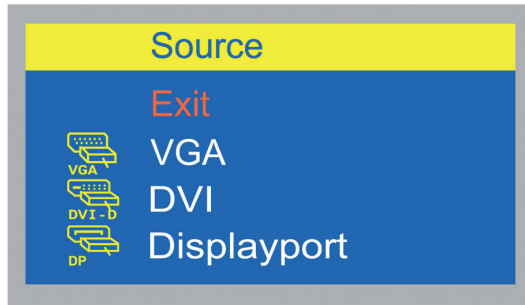 Source
Exit
VGA VGA
DVI-D DVI
DP Displayport